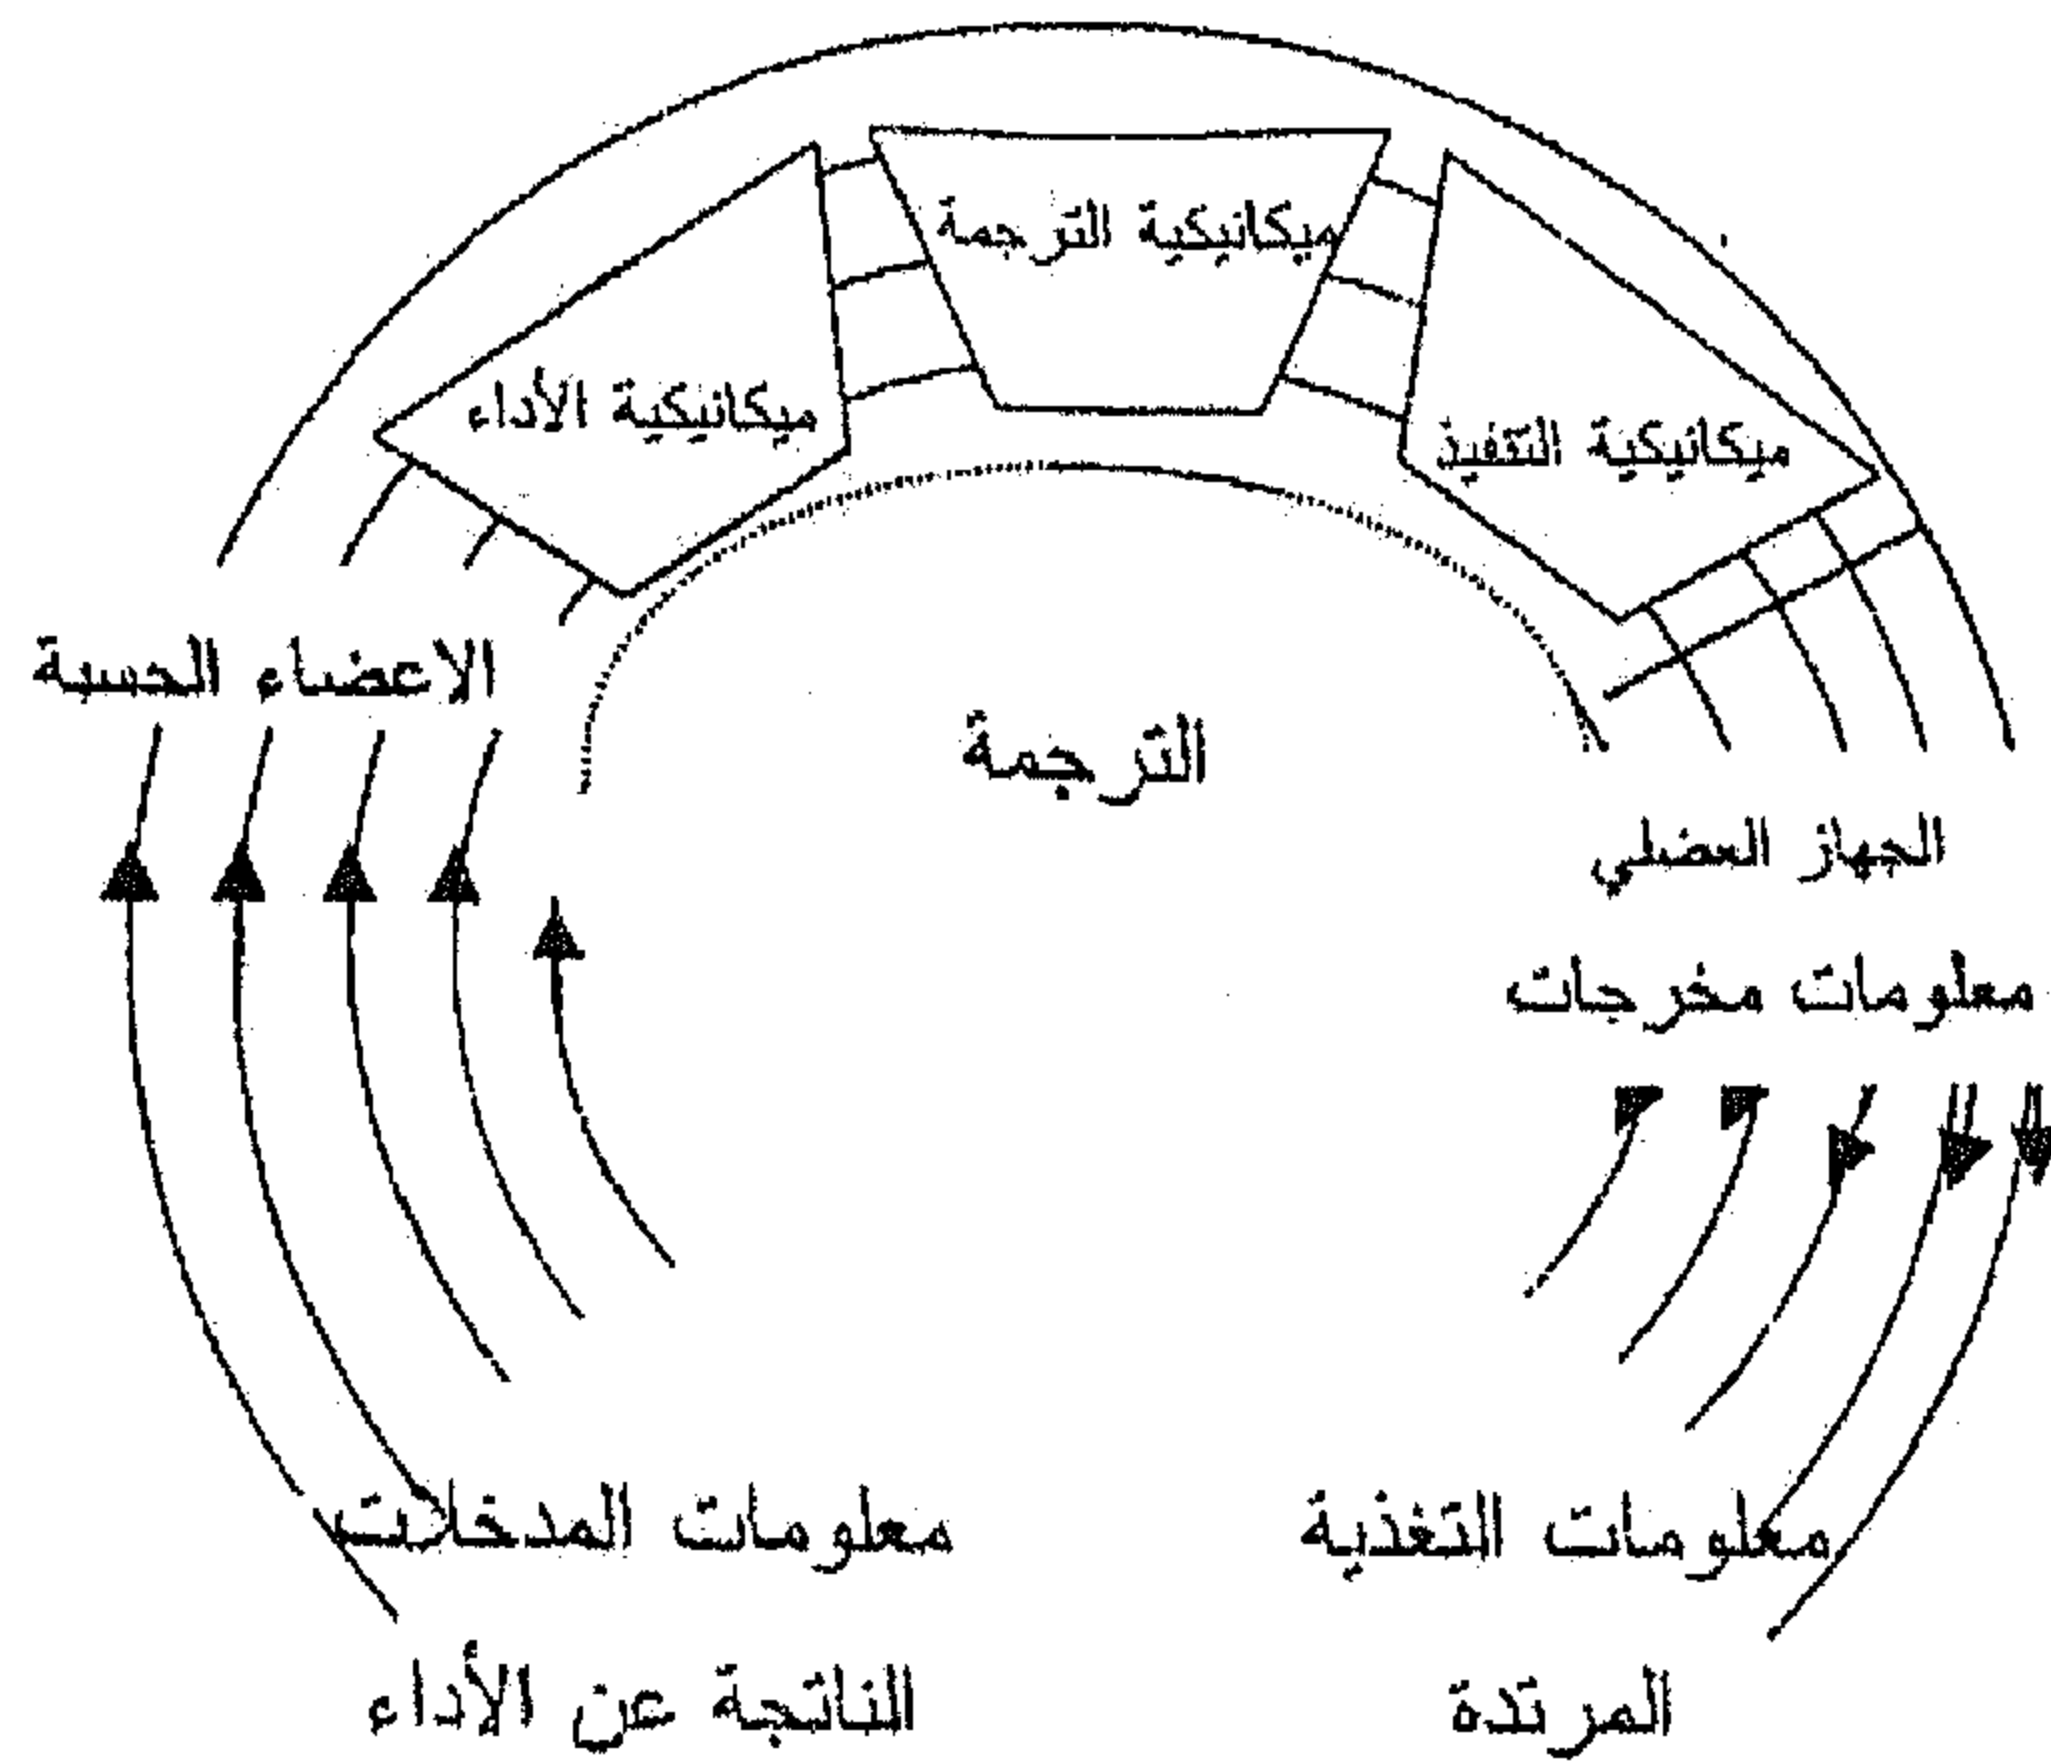 ميكانيكية الترجمة
ميكانيكية الأداء
ميكانيكية التنفيذ
الاعضاء الحسية
الترجمة
الجهاز العضلي
معلومات مخرجات
معلومات المدخلات
الناتجة عن الأداء
معلومات التغذية
المرتدة